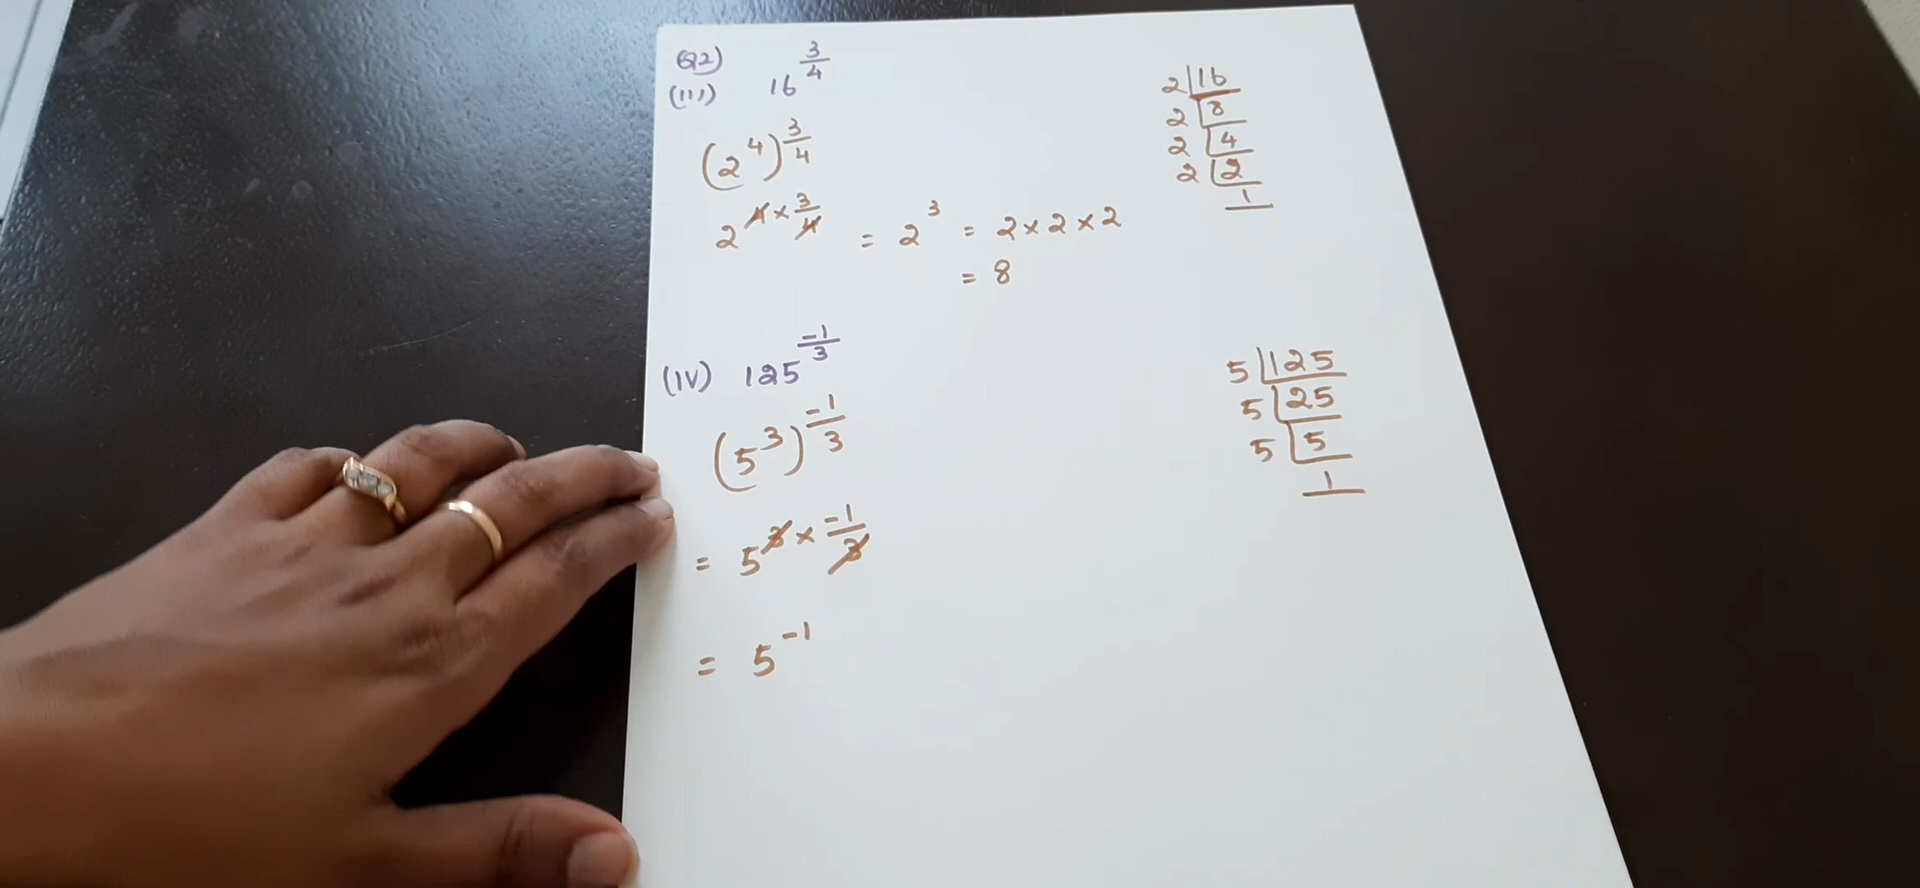 Q2)
(iii) 16^(3/4)
(2^4)^(3/4)
2^(4 × 3/4) = 2^3 = 2 × 2 × 2
= 8
2 | 16
2 | 8
2 | 4
2 | 2
1
(iv) 125^(-1/3)
(5^3)^(-1/3)
= 5^(3 × -1/3)
= 5^-1
5 | 125
5 | 25
5 | 5
1